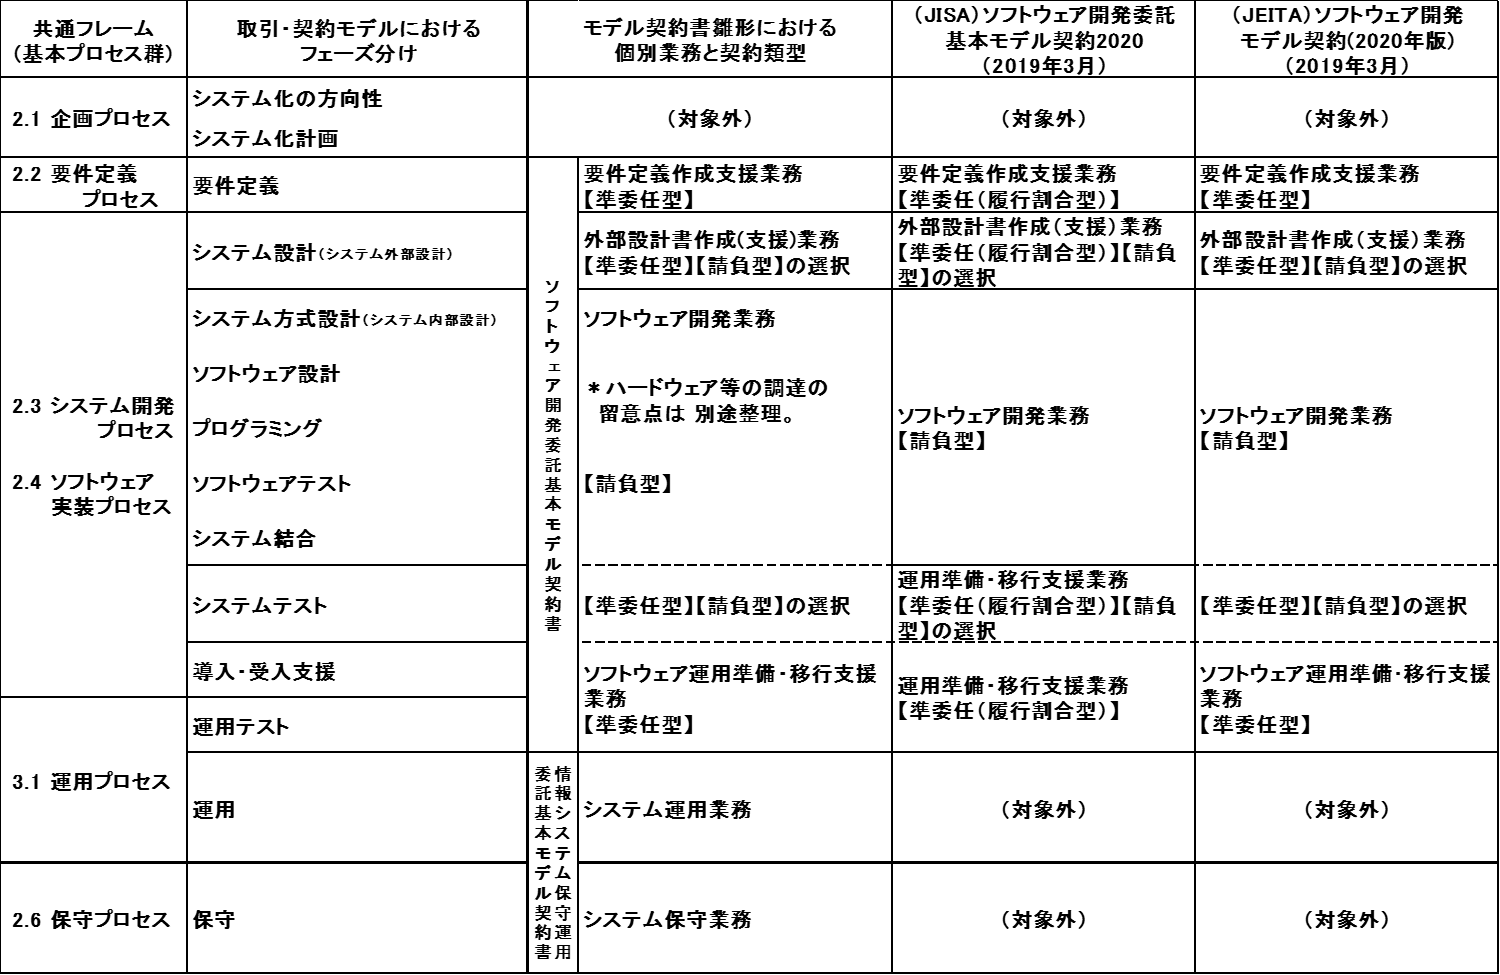 共通フレーム
(基本プロセス群)
取引・契約モデルにおける
フェーズ分け
モデル契約書雛形における
個別業務と契約類型
(JISA)ソフトウェア開発委託
基本モデル契約2020
(2019年3月)
(JEITA)ソフトウェア開発
モデル契約(2020年版)
(2019年3月)
2.1 企画プロセス
システム化の方向性
システム化計画
(対象外)
(対象外)
(対象外)
2.2 要件定義
プロセス
要件定義
ソフトウェア開発委託基本モデル契約書
要件定義作成支援業務
【準委任型】
要件定義作成支援業務
【準委任(履行割合型)】
要件定義作成支援業務
【準委任型】
2.3 システム開発
プロセス
2.4 ソフトウェア
実装プロセス
システム設計(システム外部設計)
外部設計書作成(支援)業務
【準委任型】【請負型】の選択
外部設計書作成(支援)業務
【準委任(履行割合型)】【請負
型】の選択
外部設計書作成(支援)業務
【準委任型】【請負型】の選択
システム方式設計(システム内部設計)
ソフトウェア設計
プログラミング
ソフトウェアテスト
システム結合
ソフトウェア開発業務
*ハードウェア等の調達の
留意点は 別途整理。
【請負型】
ソフトウェア開発業務
【請負型】
ソフトウェア開発業務
【請負型】
システムテスト
【準委任型】【請負型】の選択
運用準備・移行支援業務
【準委任(履行割合型)】【請負
型】の選択
【準委任型】【請負型】の選択
導入・受入支援
ソフトウェア運用準備・移行支援
業務
【準委任型】
運用準備・移行支援業務
【準委任(履行割合型)】
ソフトウェア運用準備・移行支援
業務
【準委任型】
3.1 運用プロセス
運用テスト
運用
情報システム保守運用
委託基本モデル契約書
システム運用業務
(対象外)
(対象外)
2.6 保守プロセス
保守
システム保守業務
(対象外)
(対象外)